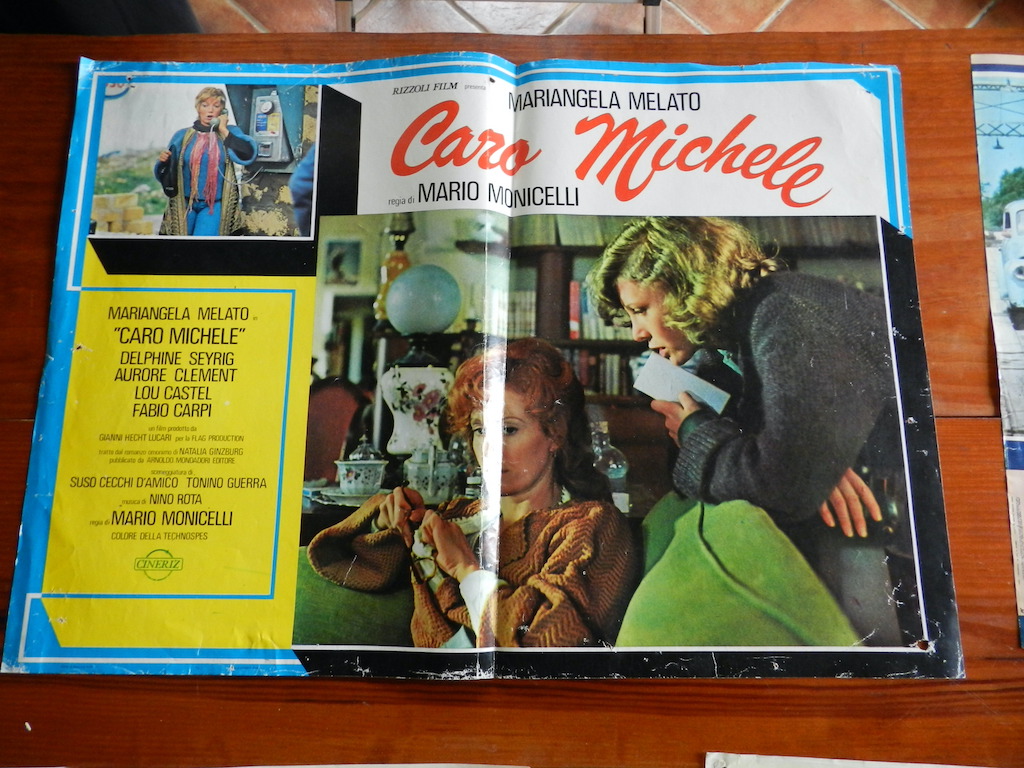 RIZZOLI FILM presenta
MARIANGELA MELATO
Caro Michele
regia di MARIO MONICELLI
MARIANGELA MELATO in
"CARO MICHELE"
DELPHINE SEYRIG
AURORE CLEMENT
LOU CASTEL
FABIO CARPI
un film prodotto da
GIANNI HECHT LUCARI per la FLAG PRODUCTION
tratto dal romanzo omonimo di NATALIA GINZBURG
pubblicato da ARNOLDO MONDADORI EDITORE
sceneggiatura di
SUSO CECCHI D'AMICO TONINO GUERRA
musica di NINO ROTA
regia di MARIO MONICELLI
COLORE DELLA TECHNOSPES
CINERIZ